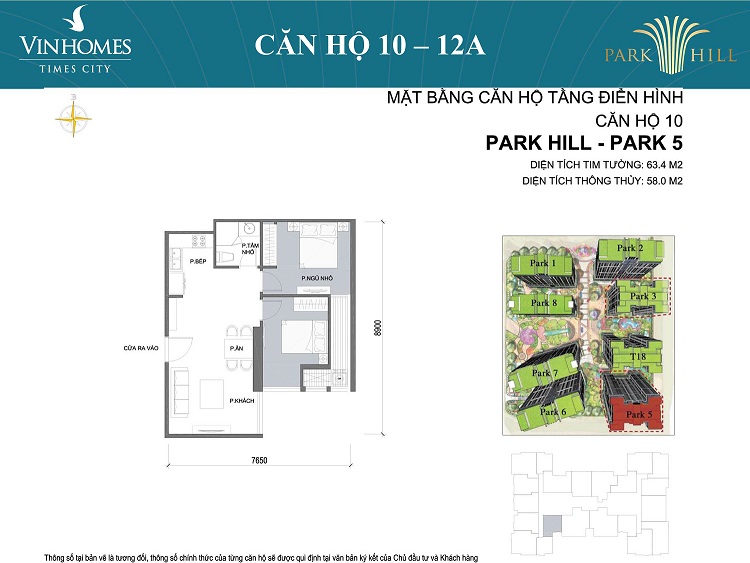 VINHOMES
TIMES CITY
CĂN HỘ 10 – 12A
PARK HILL
MẶT BẰNG CĂN HỘ TẦNG ĐIỂN HÌNH
CĂN HỘ 10
PARK HILL - PARK 5
DIỆN TÍCH TIM TƯỜNG: 63.4 M2
DIỆN TÍCH THÔNG THỦY: 58.0 M2
P.TẮM
NHỎ
P.BẾP
P.NGỦ NHỎ
CỬA RA VÀO
P.ĂN
P.KHÁCH
8900
7650
Park 1
Park 2
Park 8
Park 3
T18
Park 7
Park 6
Park 5
Thông số tại bản vẽ là tương đối, thông số chính thức của từng căn hộ sẽ được qui định tại văn bản ký kết của Chủ đầu tư và Khách hàng